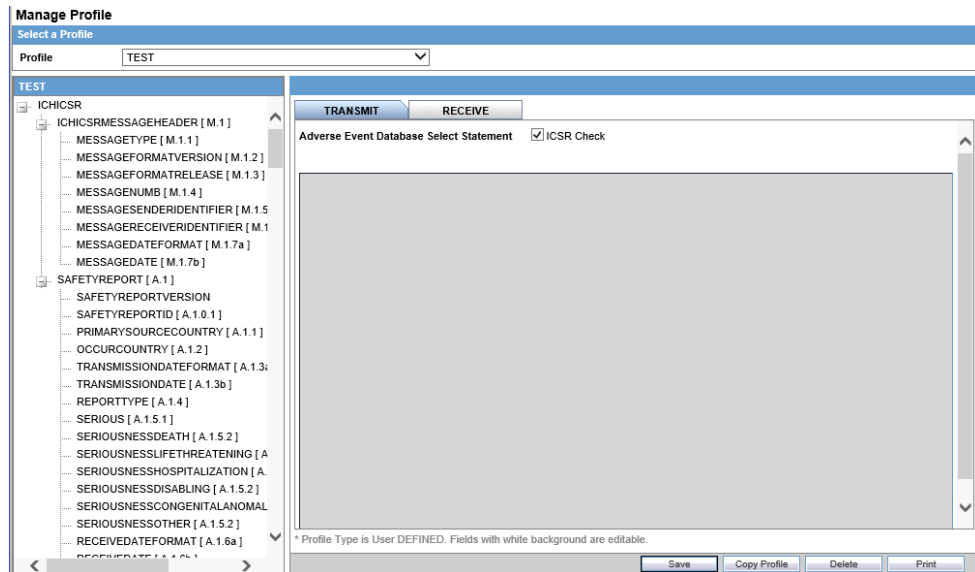 Manage Profile
Select a Profile
Profile TEST
TEST
ICHICSR
ICHICSRMESSAGEHEADER [ M.1 ]
MESSAGETYPE [ M.1.1 ]
MESSAGEFORMATVERSION [ M.1.2 ]
MESSAGEFORMATRELEASE [ M.1.3 ]
MESSAGENUMB [ M.1.4 ]
MESSAGESENDERIDENTIFIER [ M.1.5
MESSAGERECEIVERIDENTIFIER [ M.1
MESSAGEDATEFORMAT [ M.1.7a ]
MESSAGEDATE [ M.1.7b ]
SAFETYREPORT [ A.1 ]
SAFETYREPORTVERSION
SAFETYREPORTID [ A.1.0.1 ]
PRIMARYSOURCECOUNTRY [ A.1.1 ]
OCCURCOUNTRY [ A.1.2 ]
TRANSMISSIONDATEFORMAT [ A.1.3a
TRANSMISSIONDATE [ A.1.3b ]
REPORTTYPE [ A.1.4 ]
SERIOUS [ A.1.5.1 ]
SERIOUSNESSDEATH [ A.1.5.2 ]
SERIOUSNESSLIFETHREATENING [ A
SERIOUSNESSHOSPITALIZATION [ A.
SERIOUSNESSDISABLING [ A.1.5.2 ]
SERIOUSNESSCONGENITALANOMAL
SERIOUSNESSOTHER [ A.1.5.2 ]
RECEIVEDATEFORMAT [ A.1.6a ]
RECEIVEDATE [ A.1.6b ]
TRANSMIT RECEIVE
Adverse Event Database Select Statement ICSR Check
* Profile Type is User DEFINED. Fields with white background are editable.
Save Copy Profile Delete Print